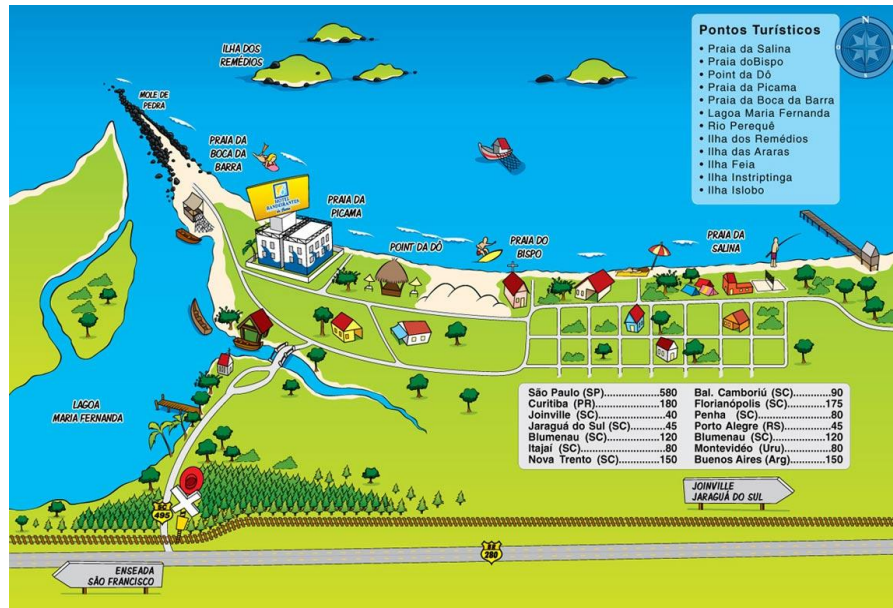 ILHA DOS
REMÉDIOS
MOLE DE
PEDRA
PRAIA DA
BOCA DA
BARRA
HOTEL
BANDEIRANTES
PRAIA DA
PICAMA
POINT DA DÔ
PRAIA DO
BISPO
PRAIA DA
SALINA
Pontos Turísticos
• Praia da Salina
• Praia doBispo
• Point da Dô
• Praia da Picama
• Praia da Boca da Barra
• Lagoa Maria Fernanda
• Rio Perequê
• Ilha dos Remédios
• Ilha das Araras
• Ilha Feia
• Ilha Instriptinga
• Ilha Islobo
N
LAGOA
MARIA FERNANDA
São Paulo (SP)...............580
Curitiba (PR)..................180
Joinville (SC)...................40
Jaraguá do Sul (SC).......45
Blumenau (SC)..............120
Itajaí (SC)........................80
Nova Trento (SC)..........150
Bal. Camboriú (SC)........90
Florianópolis (SC)........175
Penha (SC).....................80
Porto Alegre (RS)...........45
Blumenau (SC).............120
Montevidéo (Uru)...........80
Buenos Aires (Arg).......150
JOINVILLE
JARAGUÁ DO SUL
495
BR
280
ENSEADA
SÃO FRANCISCO